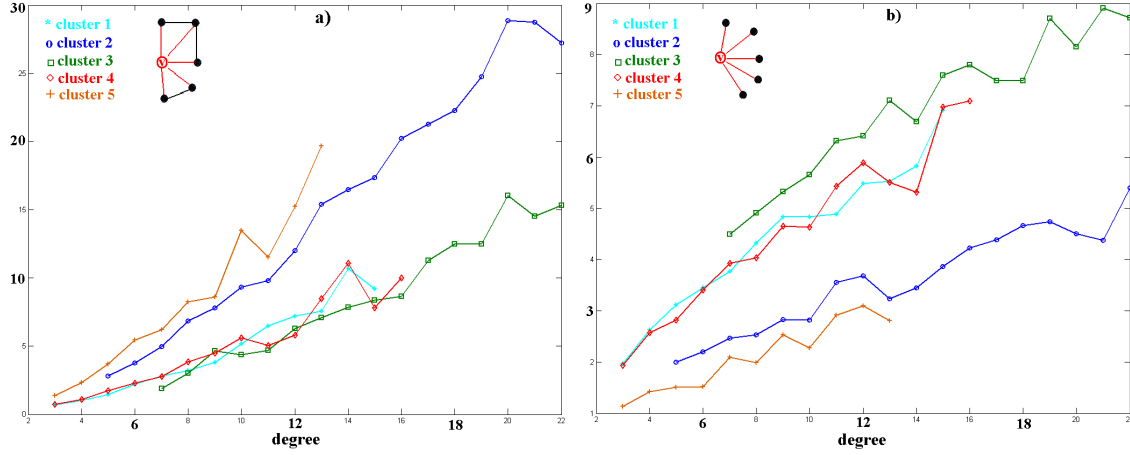 a)
* cluster 1
o cluster 2
□ cluster 3
◇ cluster 4
+ cluster 5
v
30
25
20
15
10
5
0
2 4 6 8 10 12 14 16 18 20 22
degree
b)
* cluster 1
o cluster 2
□ cluster 3
◇ cluster 4
+ cluster 5
v
9
8
7
6
5
4
3
2
1
4 6 8 10 12 14 16 18 20 2
degree